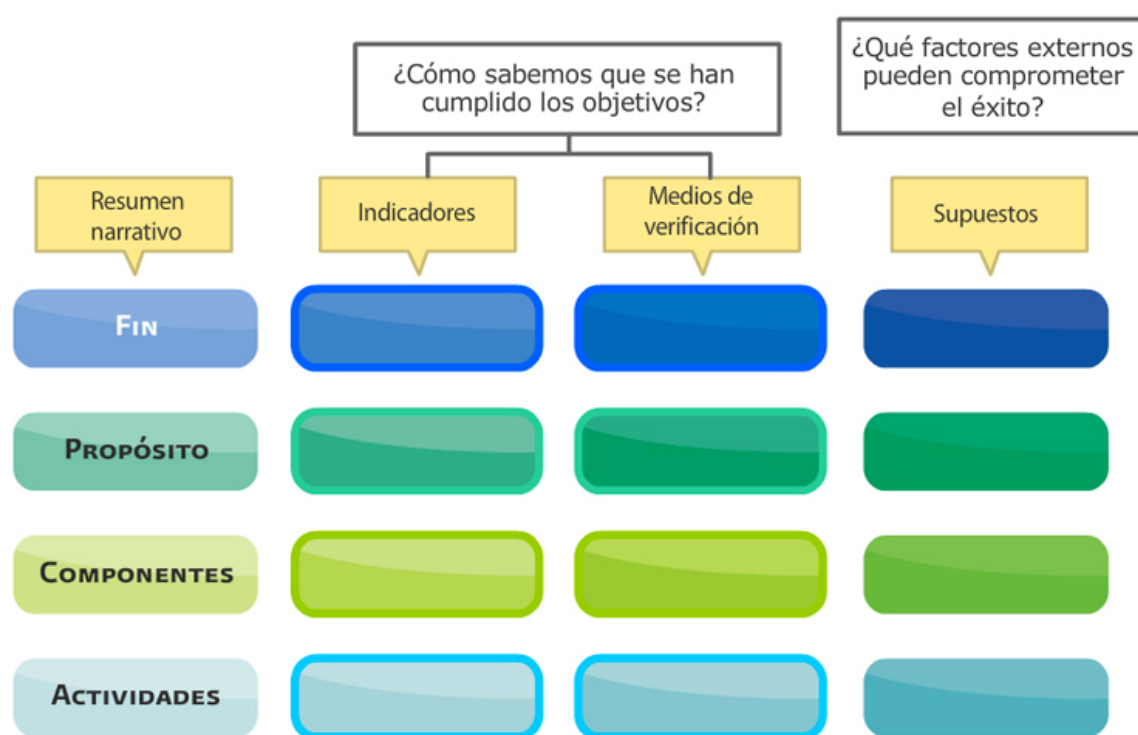 ¿Cómo sabemos que se han
cumplido los objetivos?
¿Qué factores externos
pueden comprometer
el éxito?
Resumen
narrativo
Indicadores
Medios de
verificación
Supuestos
Fin
Propósito
Componentes
Actividades